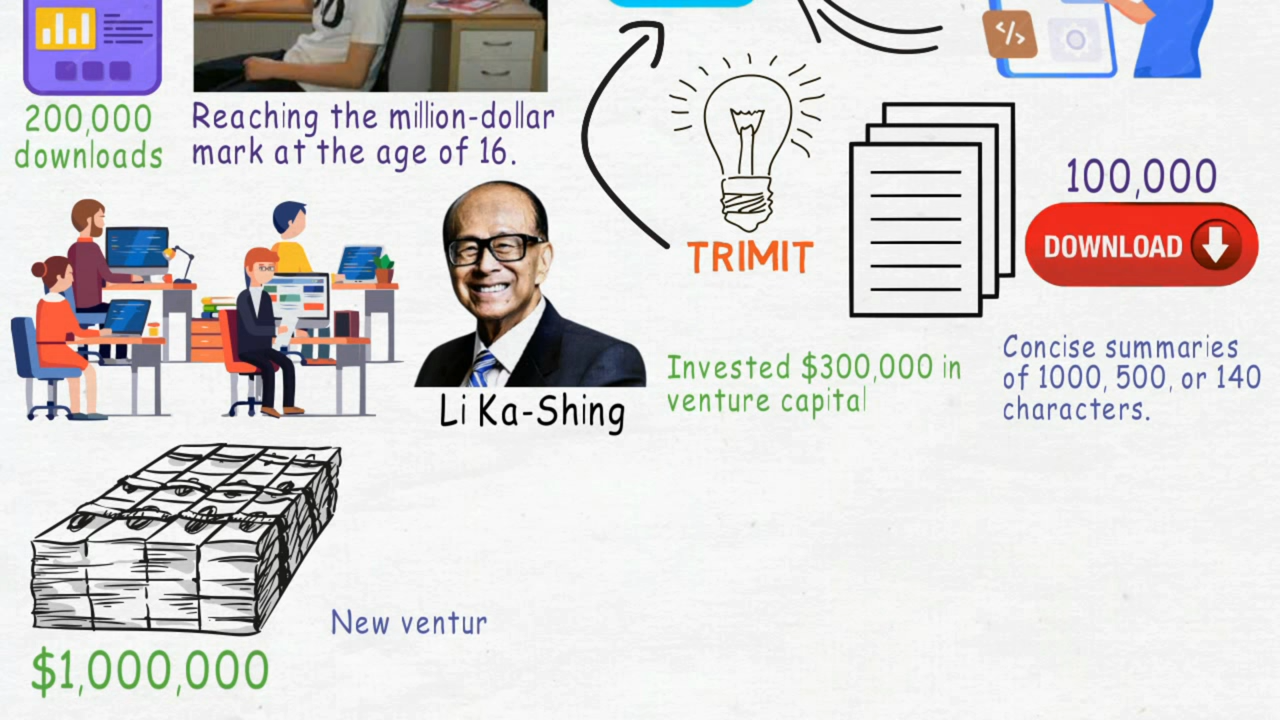 200,000
downloads
Reaching the million-dollar
mark at the age of 16.
TRIMIT
100,000
DOWNLOAD
Concise summaries
of 1000, 500, or 140
characters.
Li Ka-Shing
Invested $300,000 in
venture capital
$1,000,000
New ventur